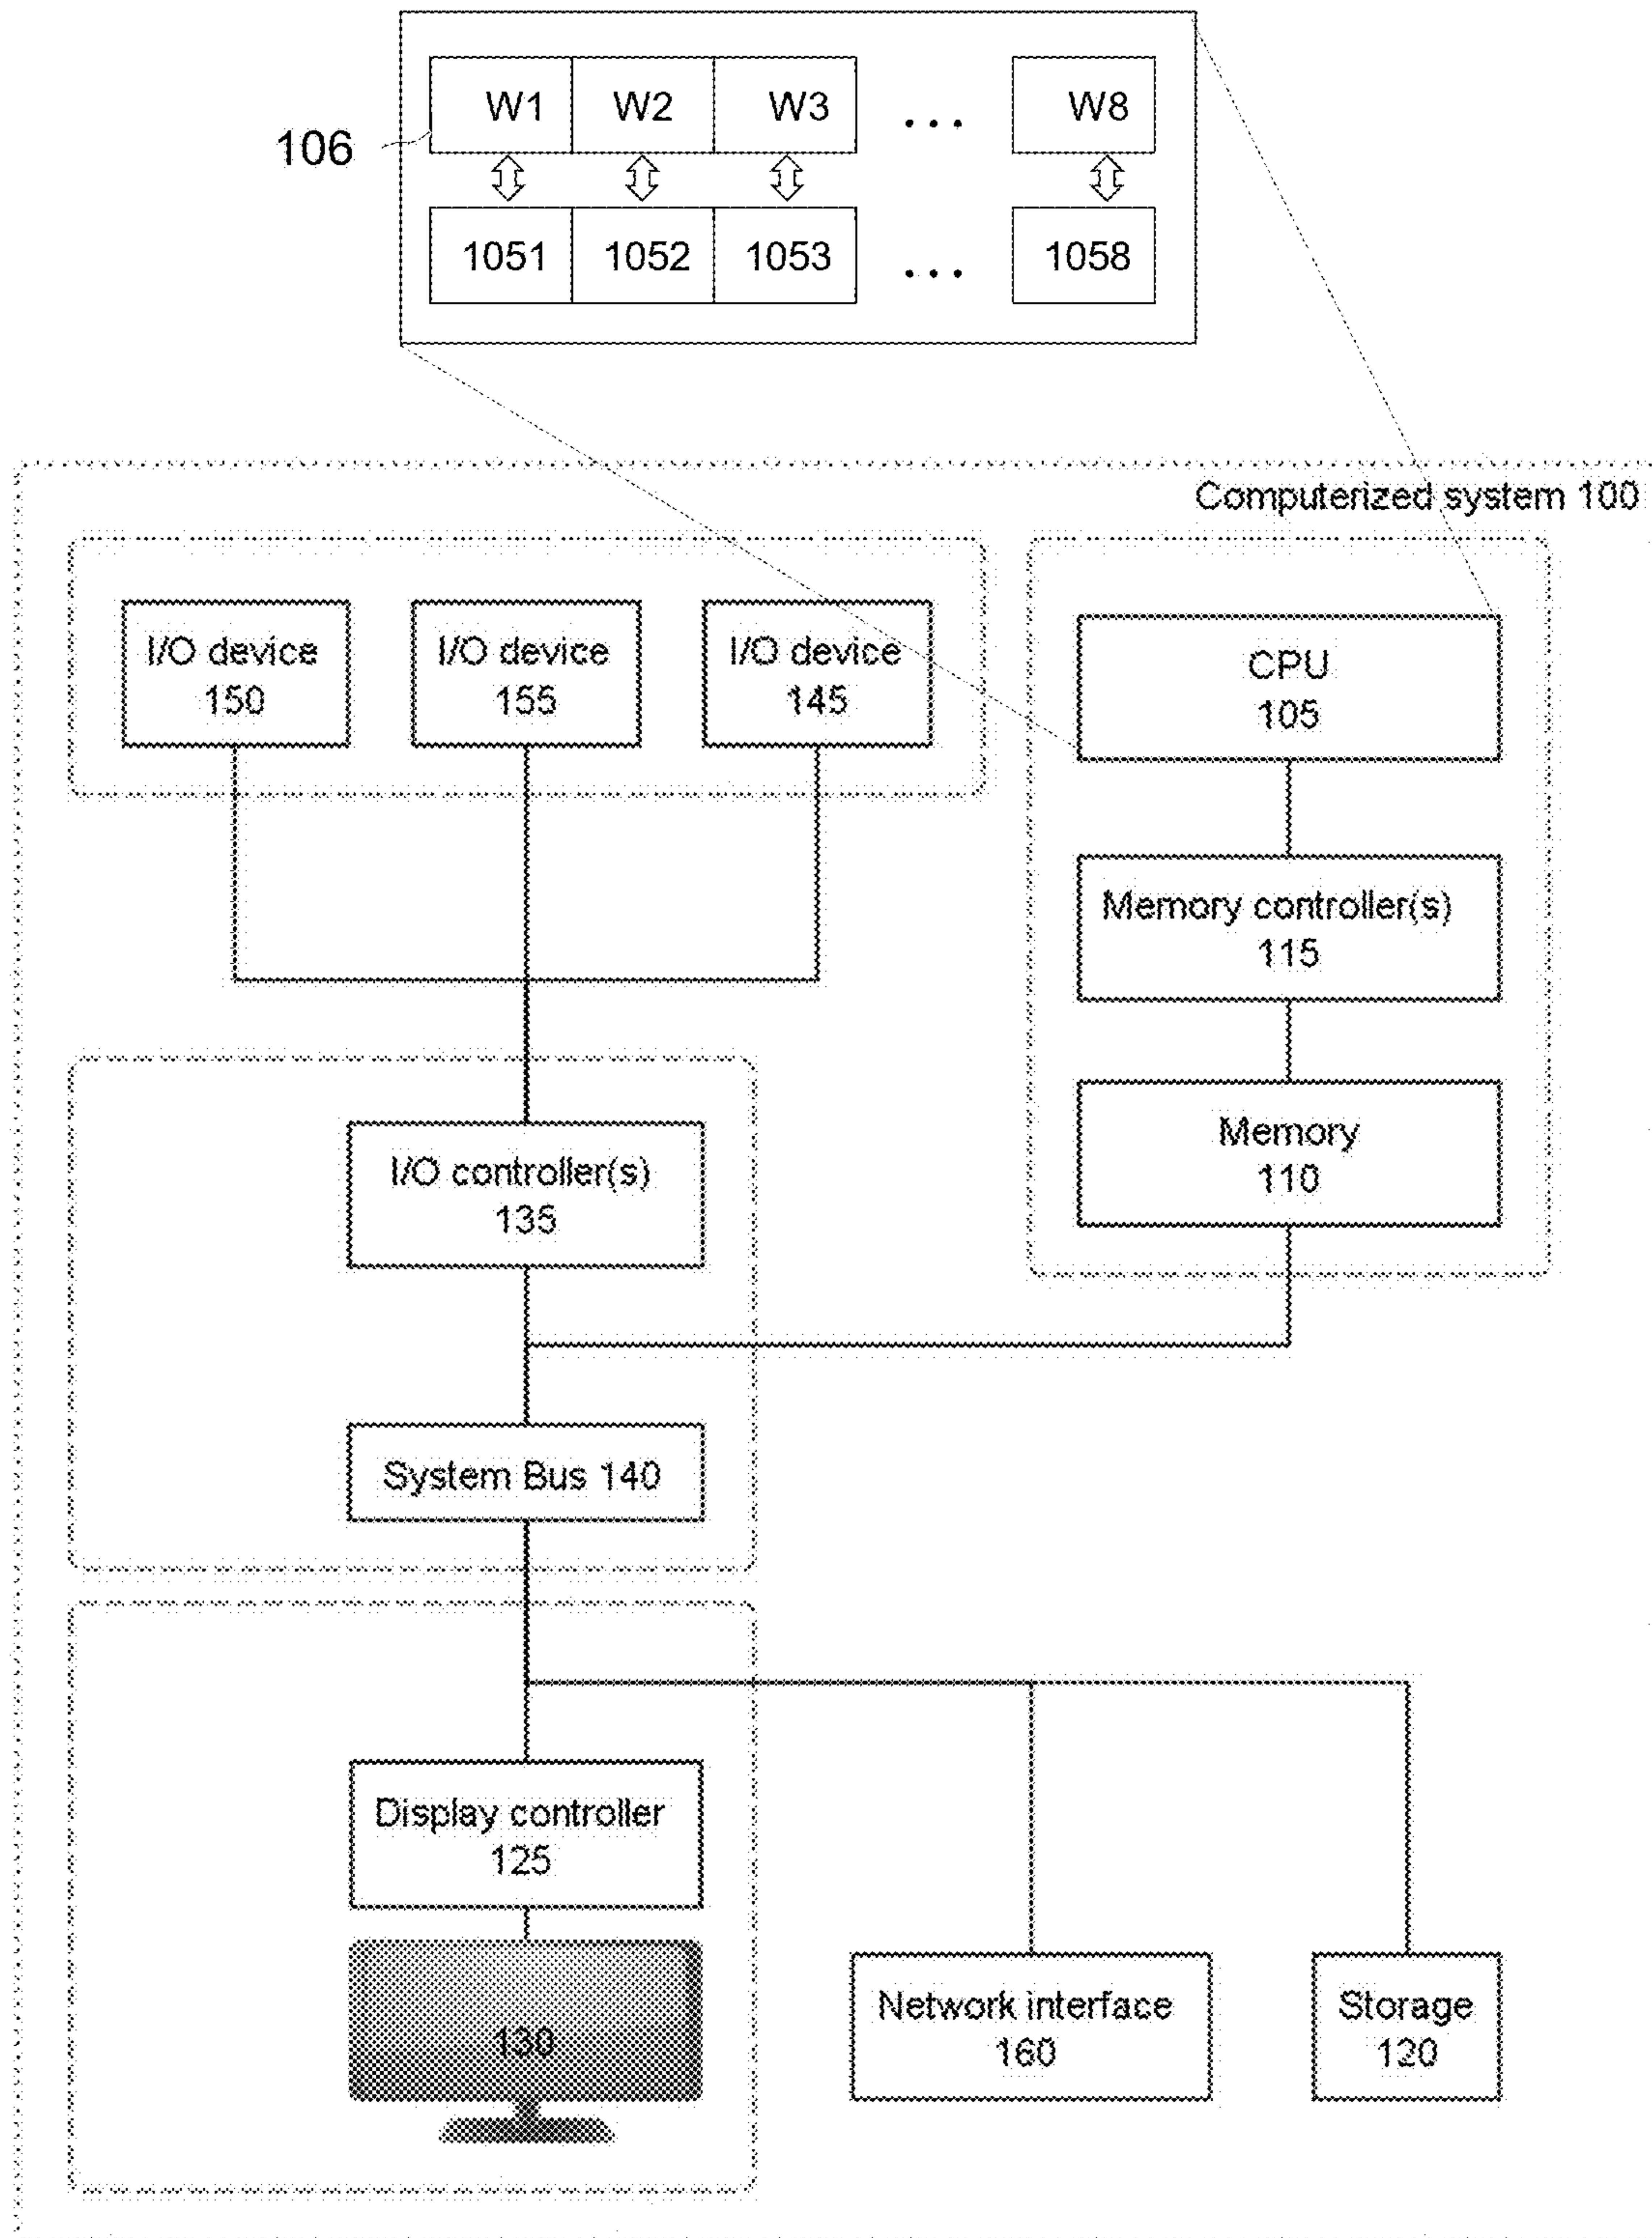 W1 W2 W3 ... W8
106
1051 1052 1053 ... 1058
Computerized system 100
I/O device
150
I/O device
155
I/O device
145
CPU
105
Memory controller(s)
115
Memory
110
I/O controller(s)
135
System Bus 140
Display controller
125
130
Network interface
160
Storage
120